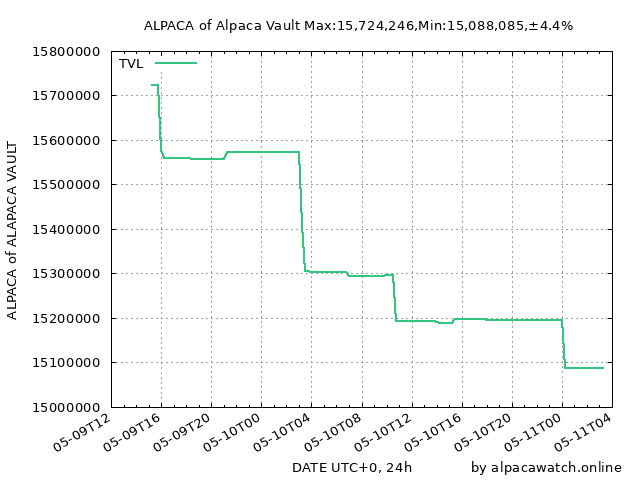 ALPACA of Alpaca Vault Max:15,724,246,Min:15,088,085,±4.4%
TVL
15800000
15700000
15600000
15500000
15400000
15300000
15200000
15100000
15000000
ALPACA of ALAPACA VAULT
05-09T12
05-09T16
05-09T20
05-10T00
05-10T04
05-10T08
05-10T12
05-10T16
05-10T20
05-11T00
05-11T04
DATE UTC+0, 24h
by alpacawatch.online